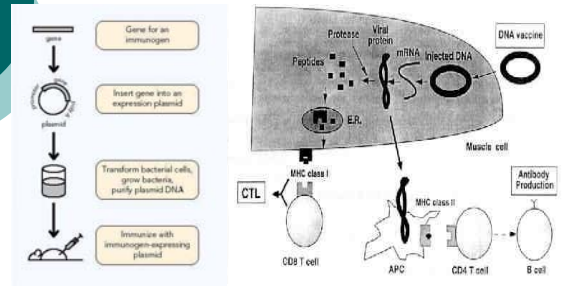 gene
Gene for an
immunogen
Insert gene into an
expression plasmid
plasmid
Transform bacterial cells,
grow bacteria,
purify plasmid DNA
Immunize with
immunogen-expressing
plasmid
DNA vaccine
Viral
protein
Protease
mRNA
Injected DNA
Peptides
E.R.
Muscle cell
MHC class I
CTL
MHC class II
Antibody
Production
CD8 T cell
APC
CD4 T cell
B cell